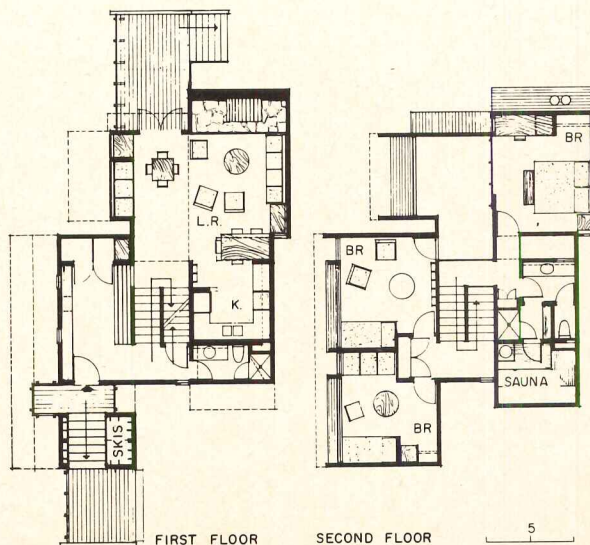 L.R.
K.
SKIS
FIRST FLOOR
BR
BR
BR
SAUNA
SECOND FLOOR
5